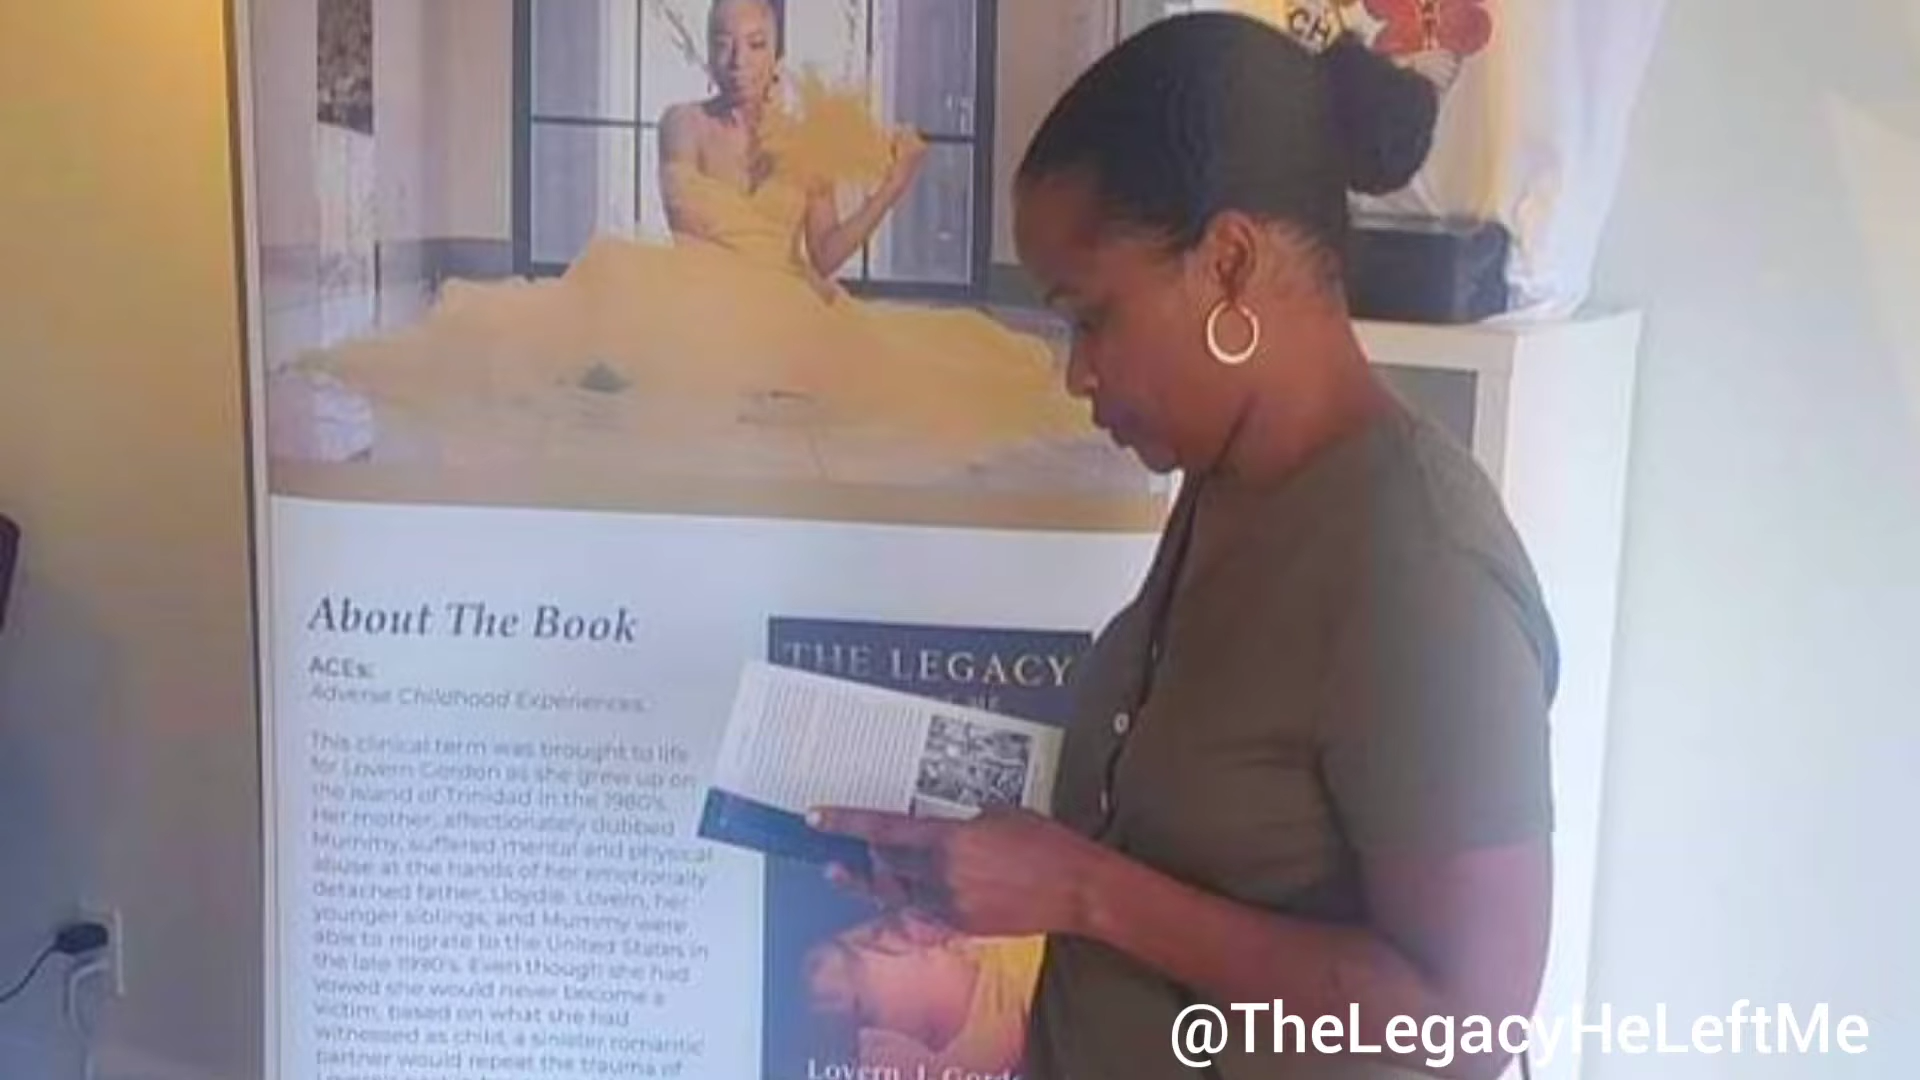 CH
About The Book
ACEs:
Adverse Childhood Experiences.
This clinical term was brought to life
for Lovern Gordon as she grew up on
the island of Trinidad in the 1980's.
Her mother, affectionately dubbed
Mummy, suffered mental and physical
abuse at the hands of her emotionally
detached father, Lloydie. Lovern, her
younger siblings, and Mummy were
able to migrate to the United States in
the late 1990's. Even though she had
vowed she would never become a
victim, based on what she had
witnessed as child, a sinister romantic
partner would repeat the trauma of
THE LEGACY
ME
Lovern J. Gordo
@TheLegacyHeLeftMe